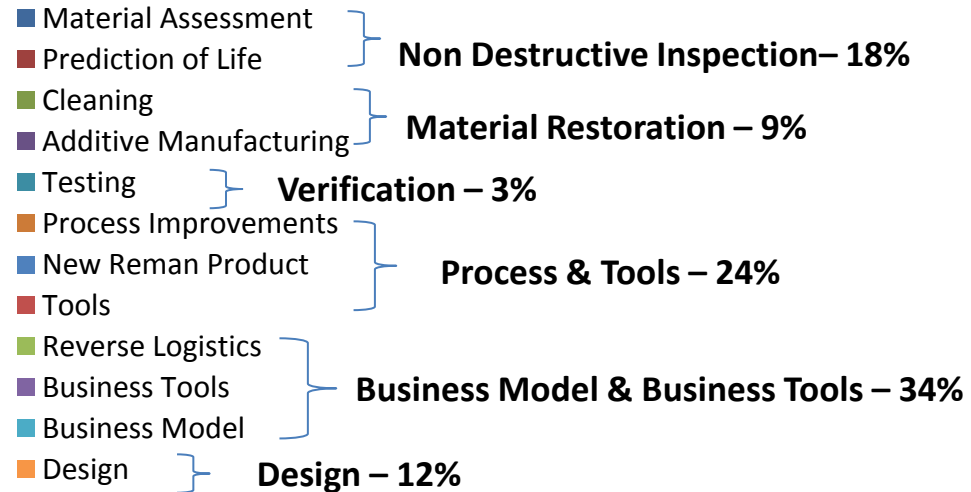 Material Assessment
Prediction of Life
Non Destructive Inspection– 18%
Cleaning
Additive Manufacturing
Material Restoration – 9%
Testing
Verification – 3%
Process Improvements
New Reman Product
Tools
Process & Tools – 24%
Reverse Logistics
Business Tools
Business Model
Business Model & Business Tools – 34%
Design
Design – 12%